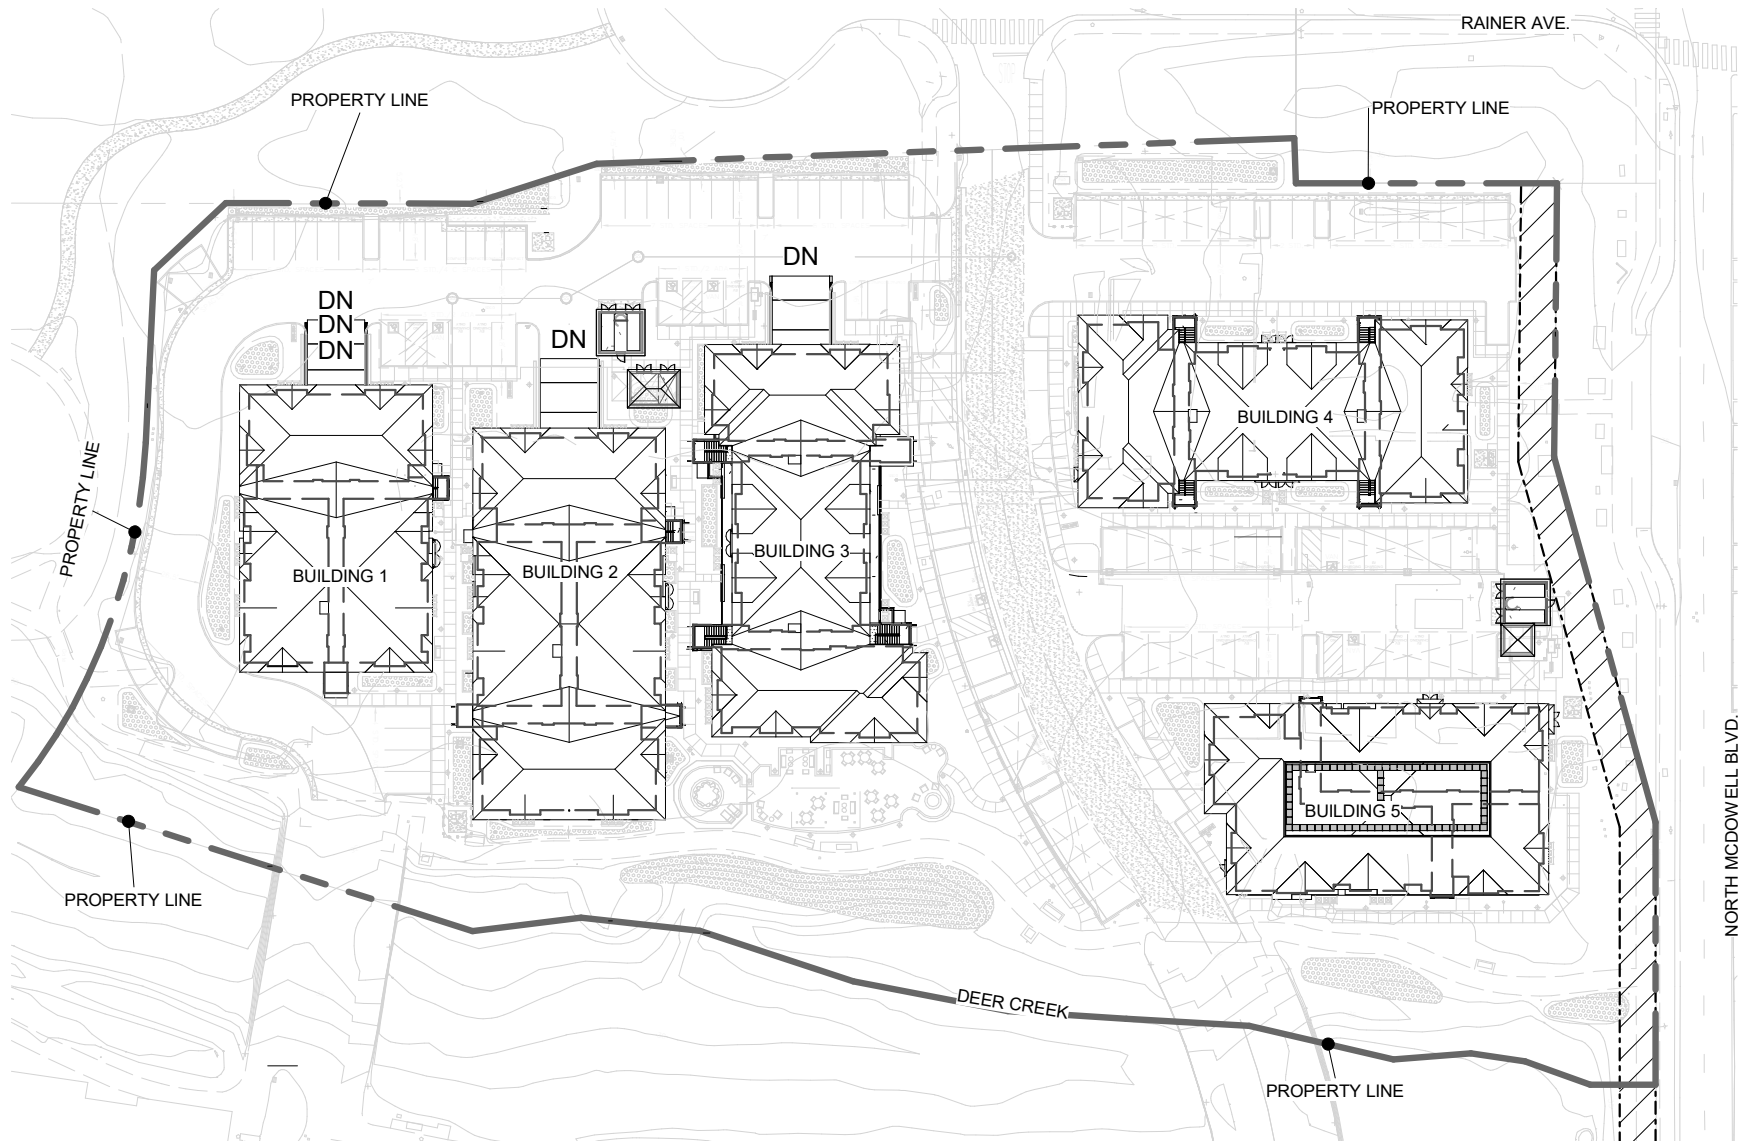 RAINER AVE.
PROPERTY LINE
PROPERTY LINE
DN
DN
DN
DN
DN
BUILDING 4
PROPERTY LINE
BUILDING 3
BUILDING 2
BUILDING 1
BUILDING 5
NORTH MCDOWELL BLVD.
PROPERTY LINE
DEER CREEK
PROPERTY LINE